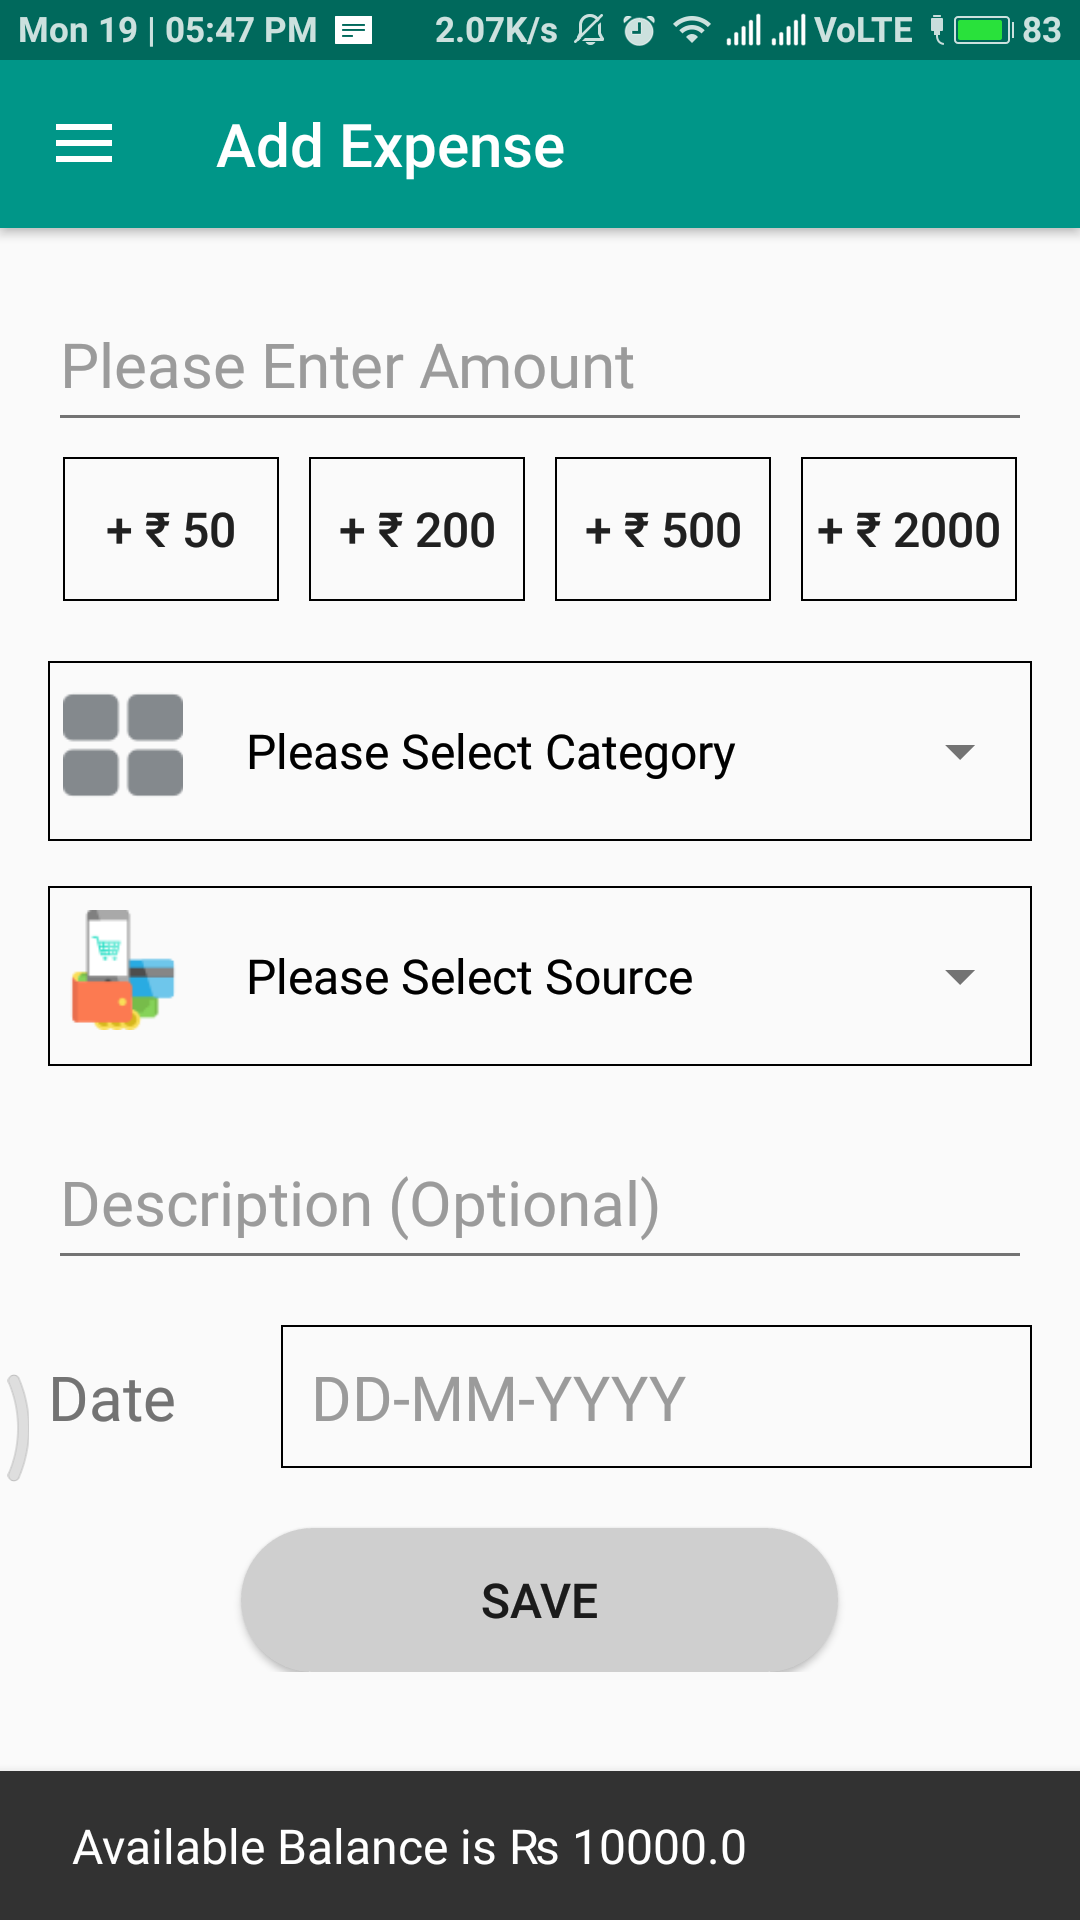 Mon 19 | 05:47 PM 2.07K/s VoLTE 83
Add Expense
Please Enter Amount
+ ₹ 50 + ₹ 200 + ₹ 500 + ₹ 2000
Please Select Category
Please Select Source
Description (Optional)
Date DD-MM-YYYY
SAVE
Available Balance is ₨ 10000.0